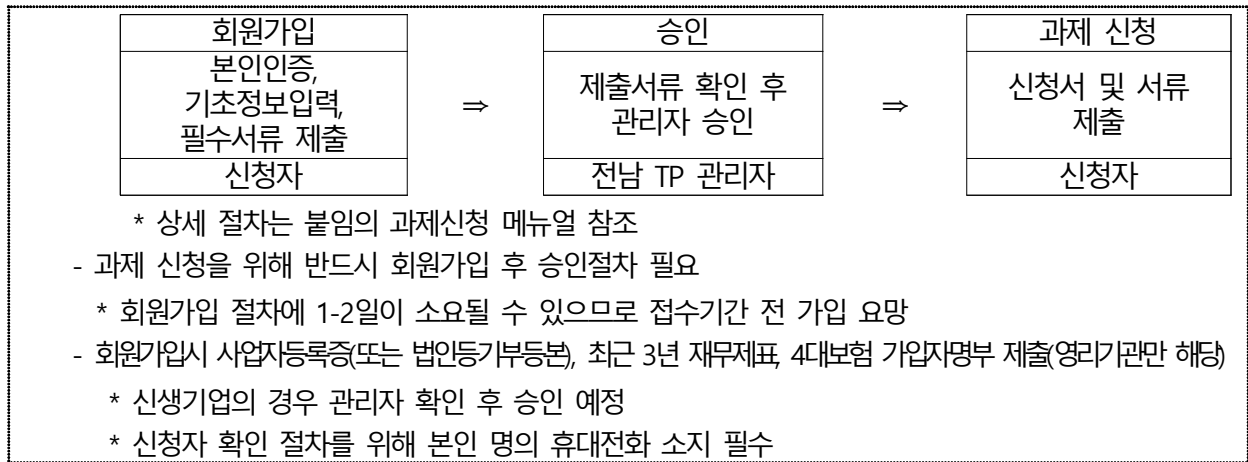 회원가입
승인
과제 신청
본인인증,
기초정보입력,
필수서류 제출
⇒
제출서류 확인 후
관리자 승인
⇒
신청서 및 서류
제출
신청자
전남 TP 관리자
신청자
* 상세 절차는 붙임의 과제신청 메뉴얼 참조
- 과제 신청을 위해 반드시 회원가입 후 승인절차 필요
* 회원가입 절차에 1-2일이 소요될 수 있으므로 접수기간 전 가입 요망
- 회원가입시 사업자등록증(또는 법인등기부등본), 최근 3년 재무제표, 4대보험 가입자명부 제출(영리기관만 해당)
* 신생기업의 경우 관리자 확인 후 승인 예정
* 신청자 확인 절차를 위해 본인 명의 휴대전화 소지 필수